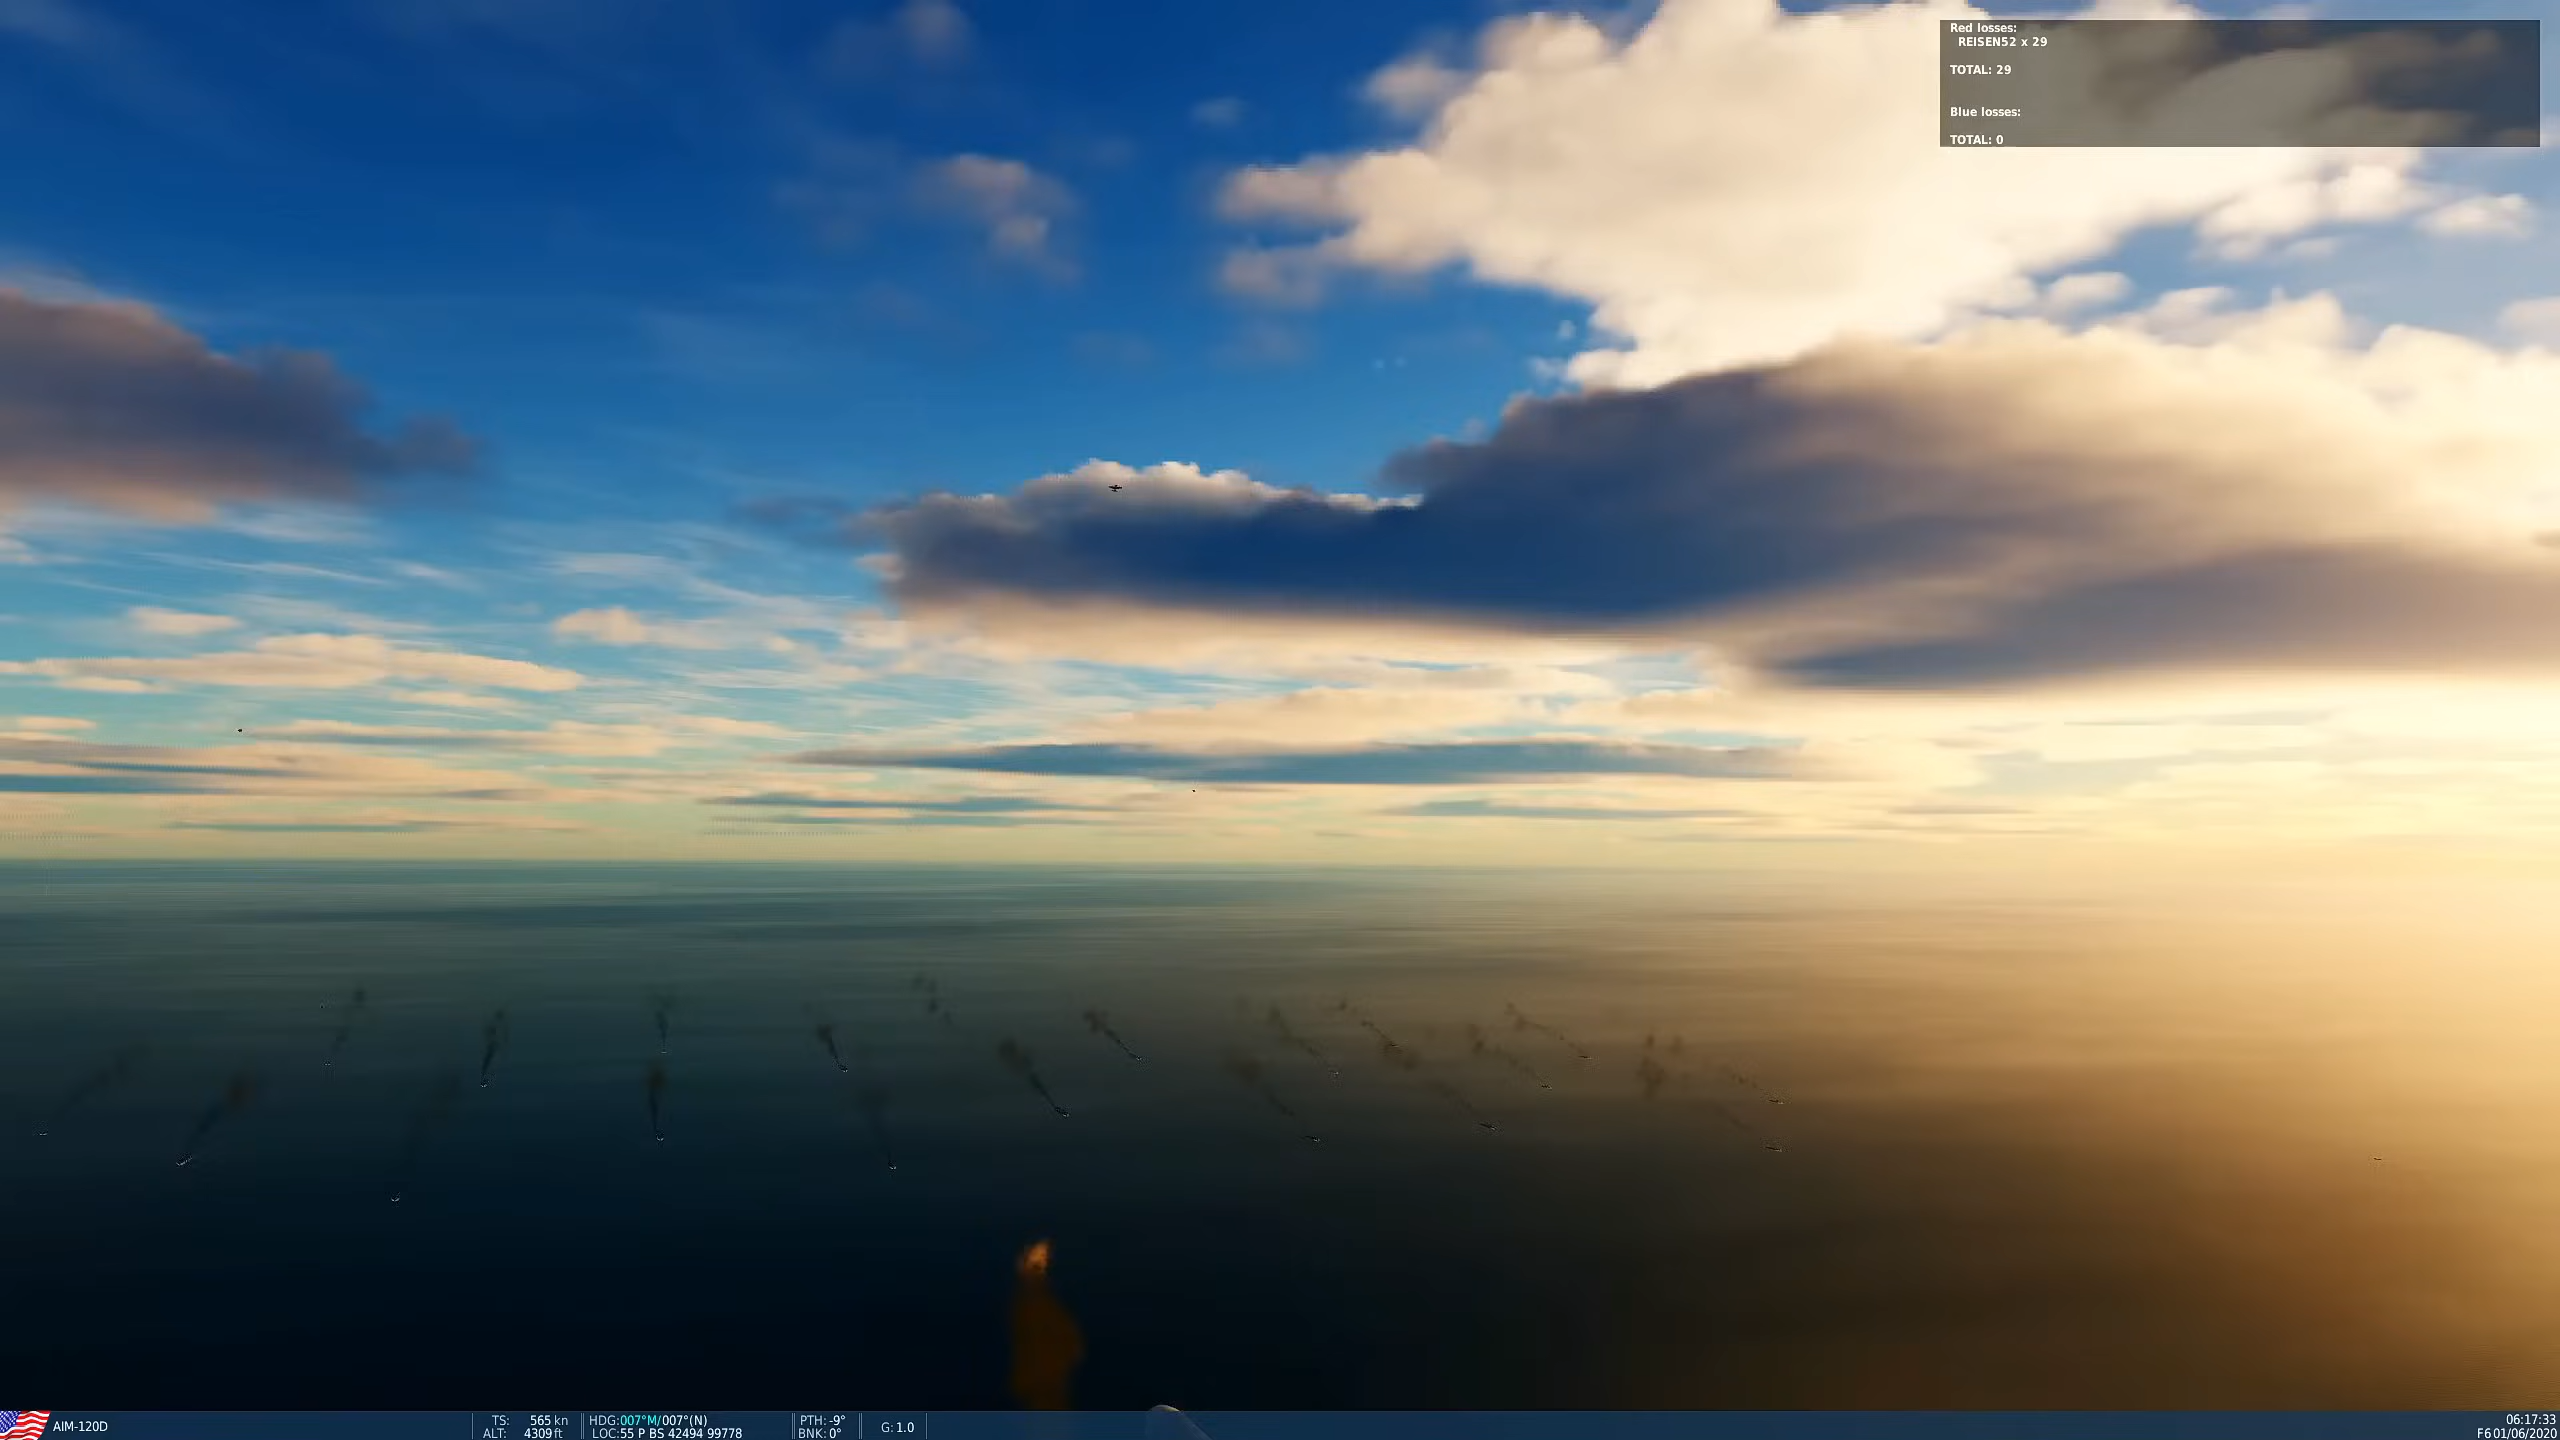 Red losses:
REISEN52 x 29
TOTAL: 29
Blue losses:
TOTAL: 0
AIM-120D
TS: 565 kn
ALT: 4309 ft
HDG:007°M/007°(N)
LOC:55 P BS 42494 99778
PTH: -9°
BNK: 0°
G: 1.0
06:17:33
F6 01/06/2020